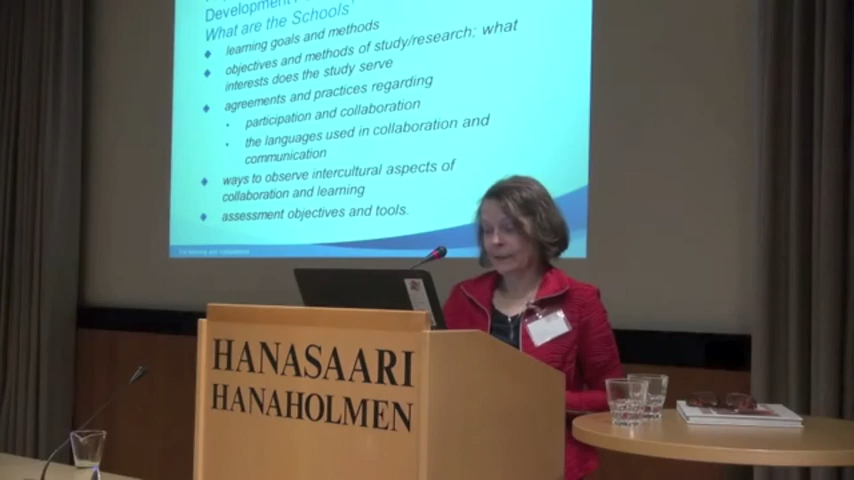 Development
What are the Schools'
learning goals and methods
objectives and methods of study/research; what
interests does the study serve
agreements and practices regarding
participation and collaboration
the languages used in collaboration and
communication
ways to observe intercultural aspects of
collaboration and learning
assessment objectives and tools.
HANASAARI
HANAHOLMEN